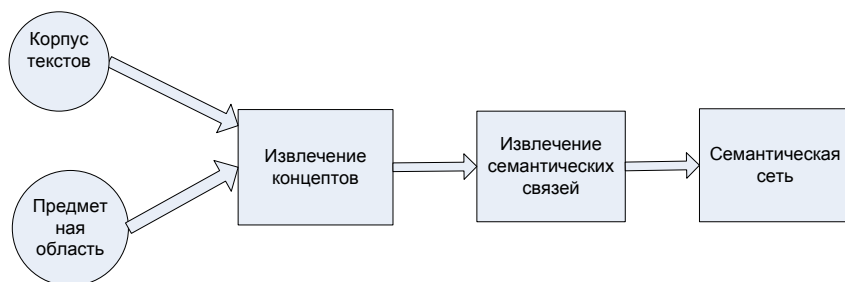 Корпус
текстов
Предмет
ная
область
Извлечение
концептов
Извлечение
семантических
связей
Семантическая
сеть